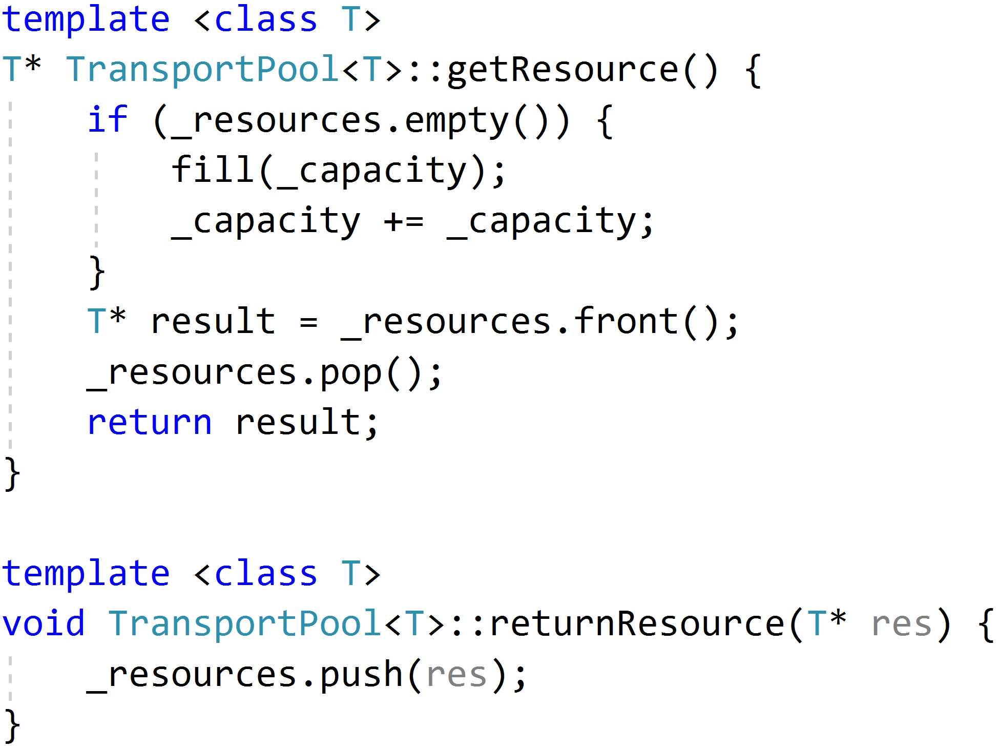 template <class T>
T* TransportPool<T>::getResource() {
    if (_resources.empty()) {
        fill(_capacity);
        _capacity += _capacity;
    }
    T* result = _resources.front();
    _resources.pop();
    return result;
}

template <class T>
void TransportPool<T>::returnResource(T* res) {
    _resources.push(res);
}